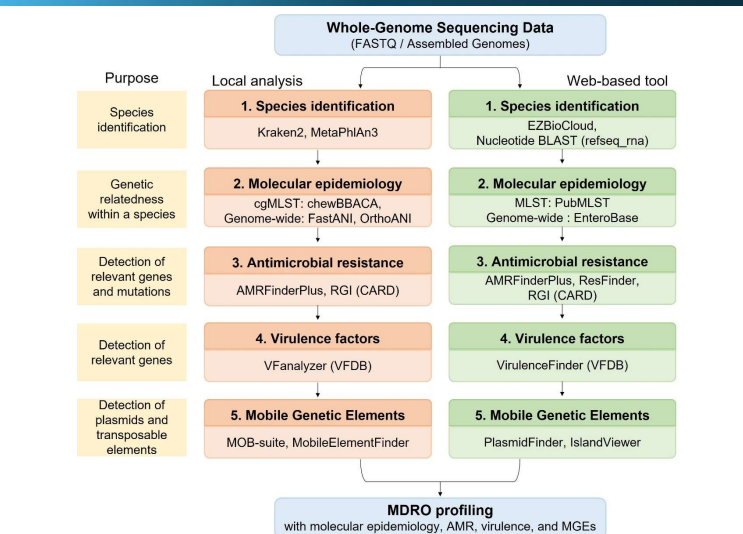 Whole-Genome Sequencing Data
(FASTQ / Assembled Genomes)
Purpose
Local analysis
Web-based tool
Species
identification
1. Species identification
Kraken2, MetaPhlAn3
1. Species identification
EZBioCloud,
Nucleotide BLAST (refseq_rna)
Genetic
relatedness
within a species
2. Molecular epidemiology
cgMLST: chewBBACA,
Genome-wide: FastANI, OrthoANI
2. Molecular epidemiology
MLST: PubMLST
Genome-wide : EnteroBase
Detection of
relevant genes
and mutations
3. Antimicrobial resistance
AMRFinderPlus, RGI (CARD)
3. Antimicrobial resistance
AMRFinderPlus, ResFinder,
RGI (CARD)
Detection of
relevant genes
4. Virulence factors
VFanalyzer (VFDB)
4. Virulence factors
VirulenceFinder (VFDB)
Detection of
plasmids and
transposable
elements
5. Mobile Genetic Elements
MOB-suite, MobileElementFinder
5. Mobile Genetic Elements
PlasmidFinder, IslandViewer
MDRO profiling
with molecular epidemiology, AMR, virulence, and MGEs